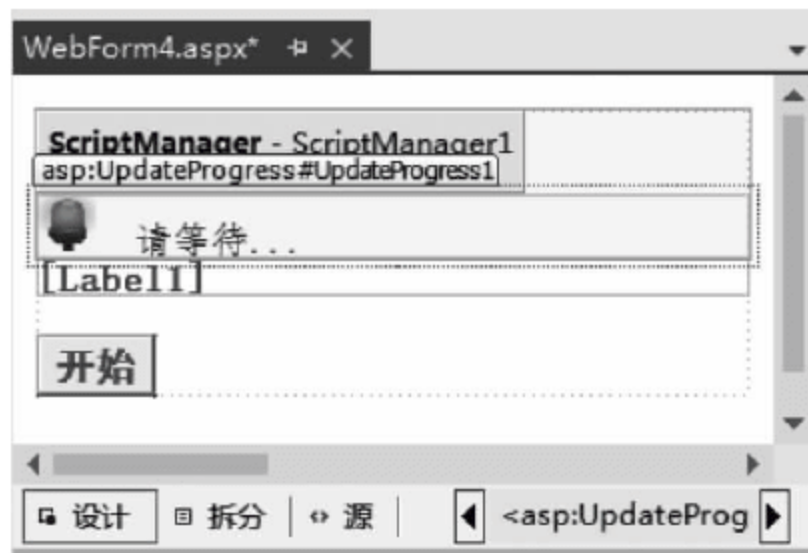 WebForm4.aspx*
ScriptManager - ScriptManager1
asp:UpdateProgress#UpdateProgress1
请等待...
[Label1]
开始
设计 拆分 源 <asp:UpdateProg